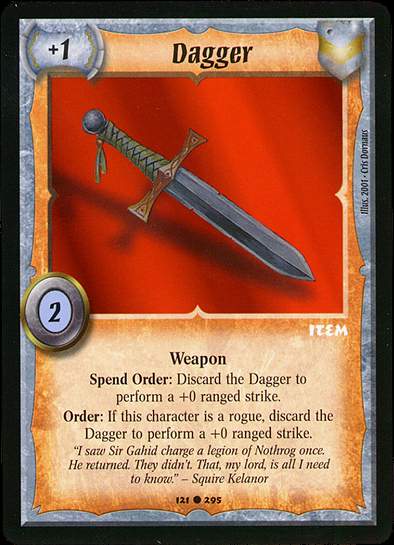 +1
Dagger
Illus. 2001 • Cris Dornaus
2
ITEM
Weapon
Spend Order: Discard the Dagger to
perform a +0 ranged strike.
Order: If this character is a rogue, discard the
Dagger to perform a +0 ranged strike.
“I saw Sir Gahid charge a legion of Nothrog once.
He returned. They didn't. That, my lord, is all I need
to know.” – Squire Kelanor
121 ● 295